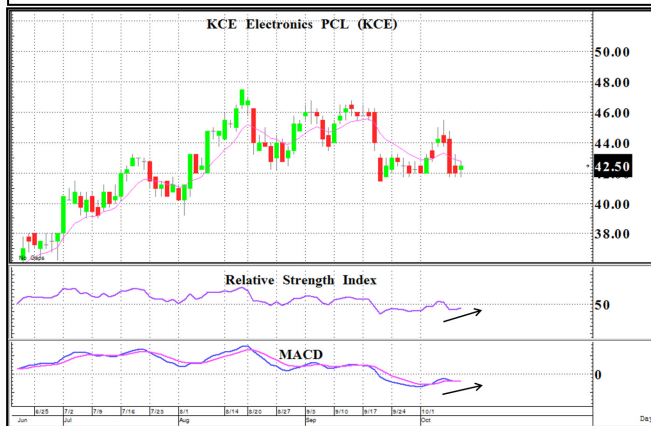 KCE Electronics PCL (KCE)
50.00
48.00
46.00
44.00
42.50
40.00
38.00
No_Gaps
Relative Strength Index
50
MACD
0
6/25 7/2 7/9 7/16 7/23 8/1 8/14 8/20 8/27 9/3 9/10 9/17 9/24 10/1
Jun Jul Aug Sep Oct Day